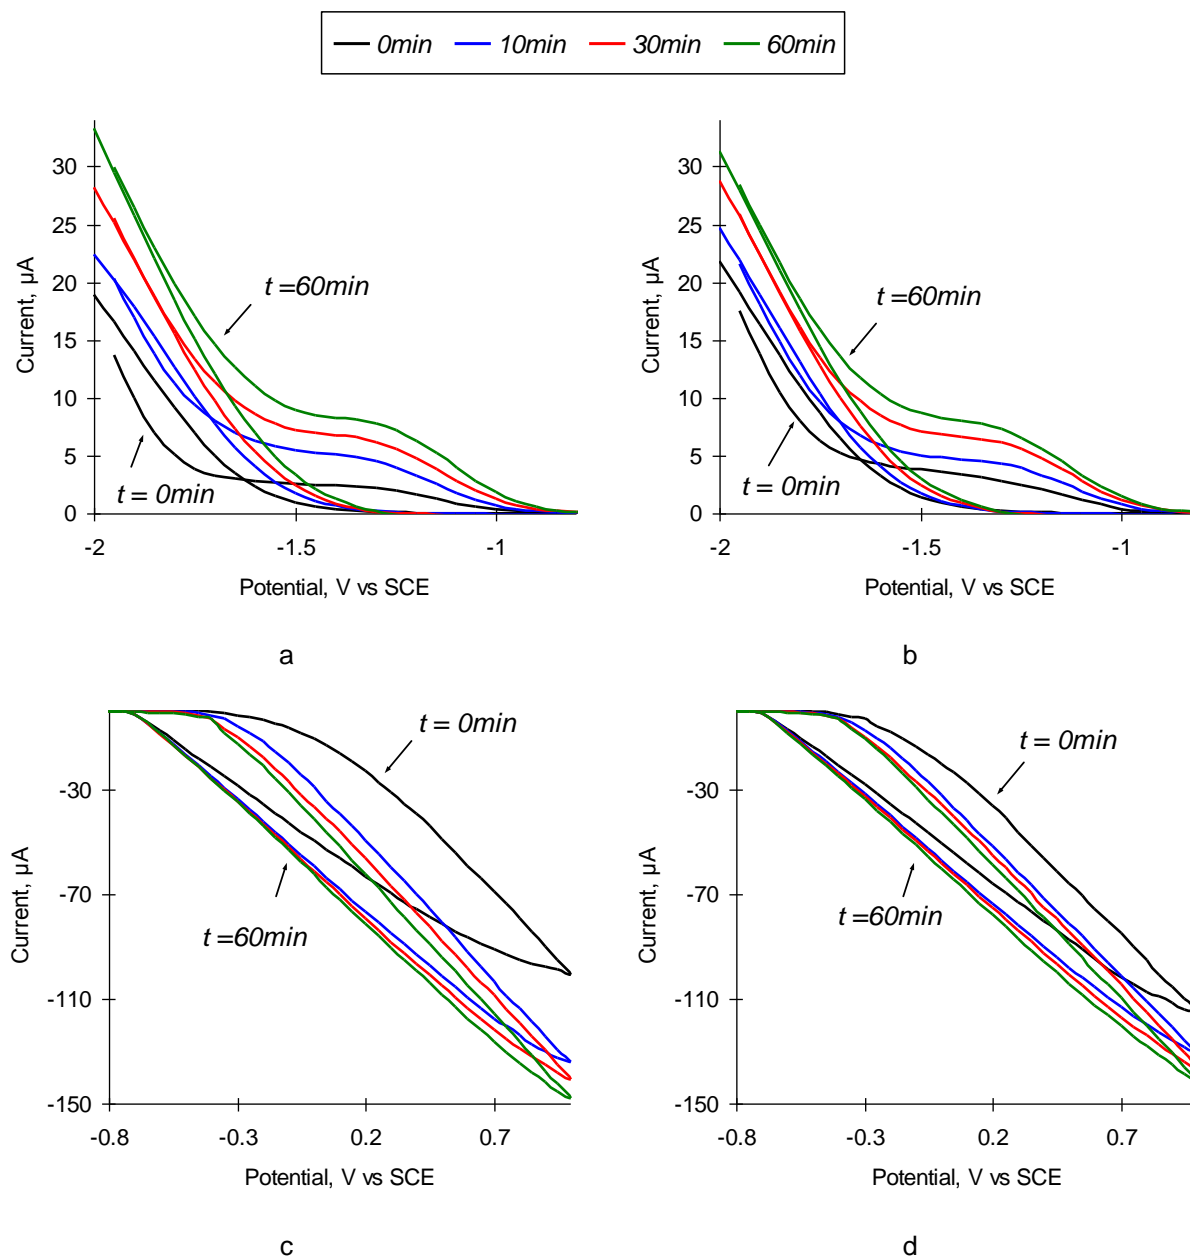 0min 10min 30min 60min
30
25
20
15
10
5
0
Current, µA
t =60min
t = 0min
-2 -1.5 -1
Potential, V vs SCE
a
30
25
20
15
10
5
0
Current, µA
t =60min
t = 0min
-2 -1.5 -1
Potential, V vs SCE
b
-30
-70
-110
-150
Current, µA
t = 0min
t =60min
-0.8 -0.3 0.2 0.7
Potential, V vs SCE
c
-30
-70
-110
-150
Current, µA
t = 0min
t =60min
-0.8 -0.3 0.2 0.7
Potential, V vs SCE
d